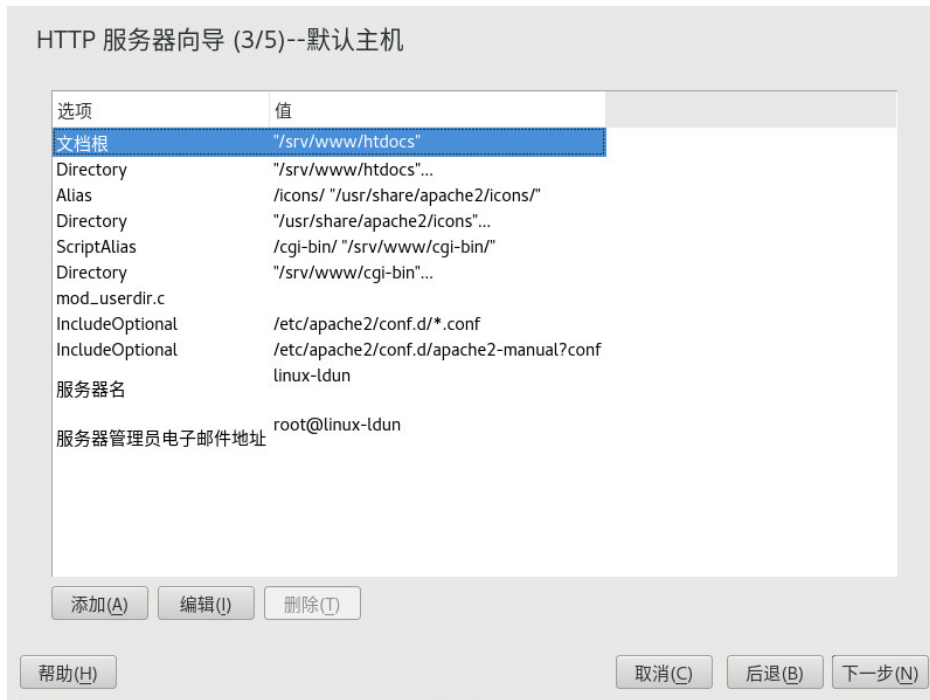 HTTP 服务器向导 (3/5)--默认主机
选项 值
文档根 "/srv/www/htdocs"
Directory "/srv/www/htdocs"...
Alias /icons/ "/usr/share/apache2/icons/"
Directory "/usr/share/apache2/icons"...
ScriptAlias /cgi-bin/ "/srv/www/cgi-bin/"
Directory "/srv/www/cgi-bin"...
mod_userdir.c
IncludeOptional /etc/apache2/conf.d/*.conf
IncludeOptional /etc/apache2/conf.d/apache2-manual?conf
服务器名 linux-ldun
服务器管理员电子邮件地址 root@linux-ldun
添加(A) 编辑(I) 删除(T)
帮助(H) 取消(C) 后退(B) 下一步(N)